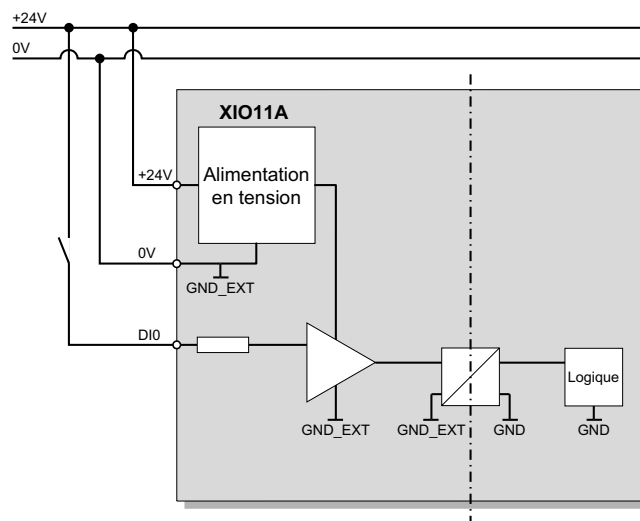 +24V
0V
XIO11A
Alimentation
en tension
+24V
0V
GND_EXT
DI0
Logique
GND_EXT
GND_EXT
GND
GND